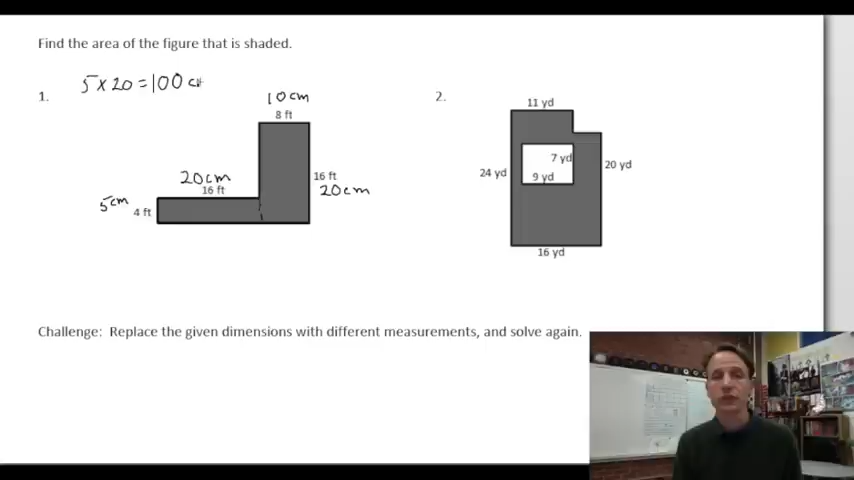 Find the area of the figure that is shaded.
5 x 20 = 100 cm
1.
10cm
8 ft
20cm
16 ft
16 ft
20cm
5cm
4 ft
2.
11 yd
7 yd
9 yd
24 yd
20 yd
16 yd
Challenge: Replace the given dimensions with different measurements, and solve again.